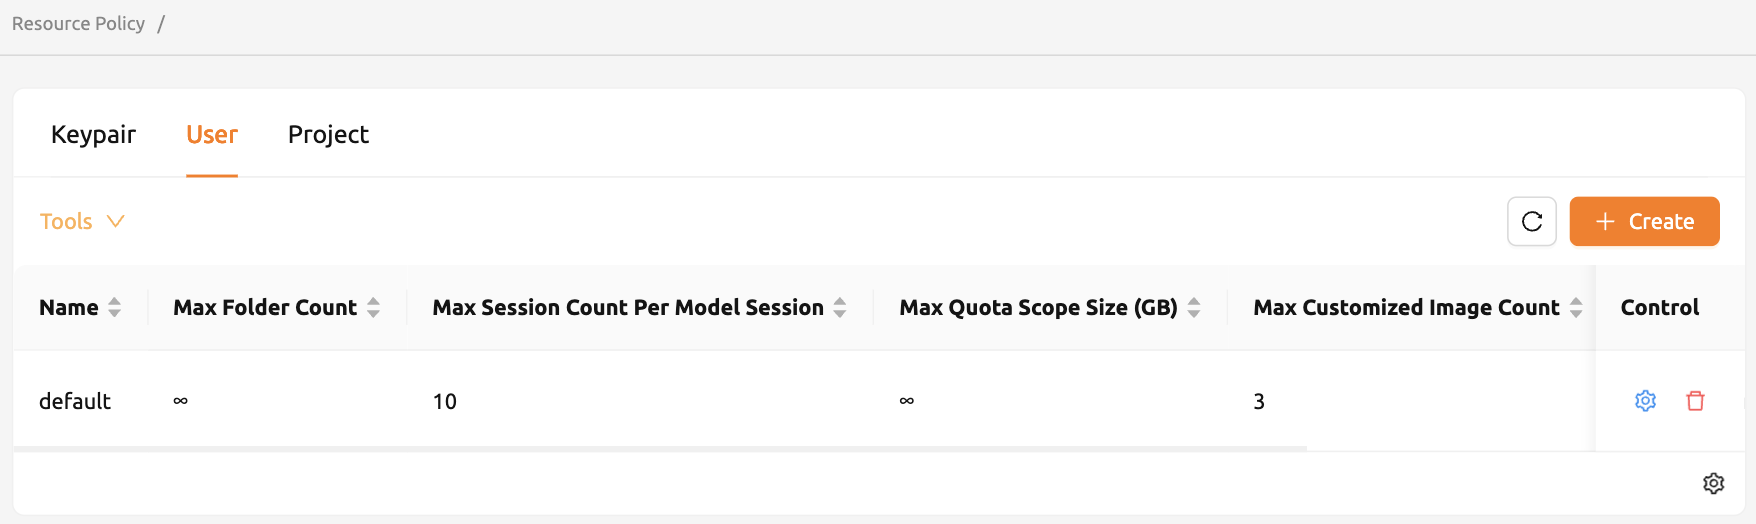 Resource Policy /
Keypair User Project
Tools
Create
Name Max Folder Count Max Session Count Per Model Session Max Quota Scope Size (GB) Max Customized Image Count Control
default ∞ 10 ∞ 3